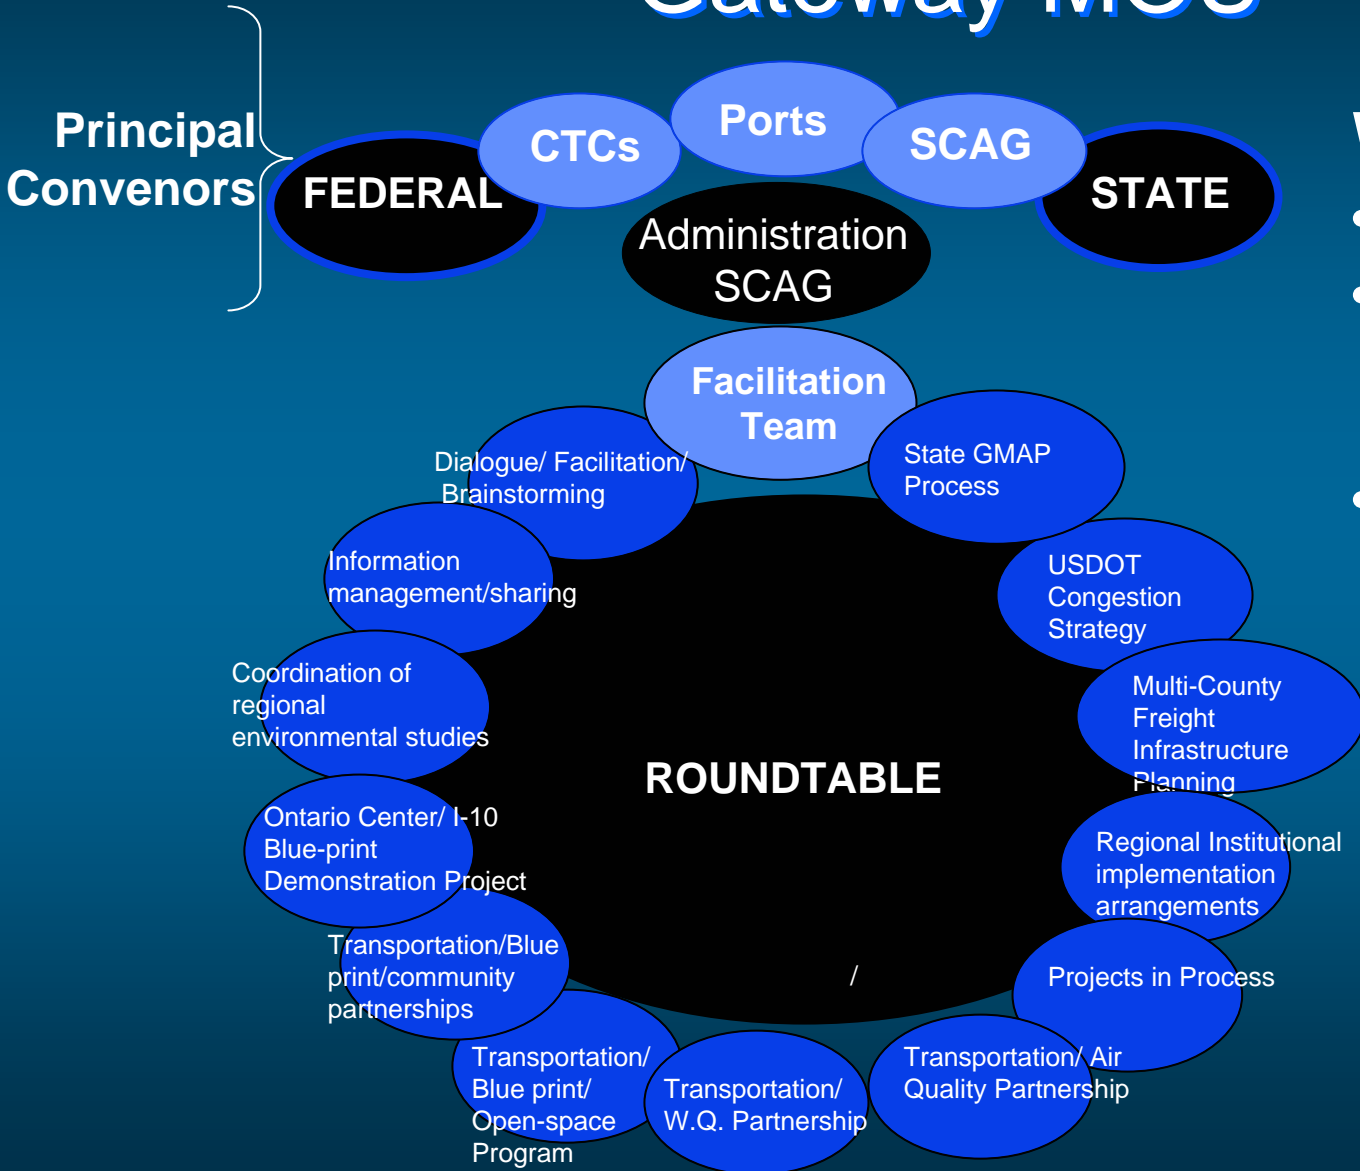 Gateway MOU
Principal
Convenors
FEDERAL
CTCs
Ports
SCAG
STATE
Administration
SCAG
Facilitation
Team
Dialogue/ Facilitation/
Brainstorming
State GMAP
Process
Information
management/sharing
USDOT
Congestion
Strategy
Coordination of
regional
environmental studies
Multi-County
Freight
Infrastructure
Planning
ROUNDTABLE
Ontario Center/ I-10
Blue-print
Demonstration Project
Regional Institutional
implementation
arrangements
Transportation/Blue
print/community
partnerships
/
Projects in Process
Transportation/
Blue print/
Open-space
Program
Transportation/
W.Q. Partnership
Transportation/ Air
Quality Partnership